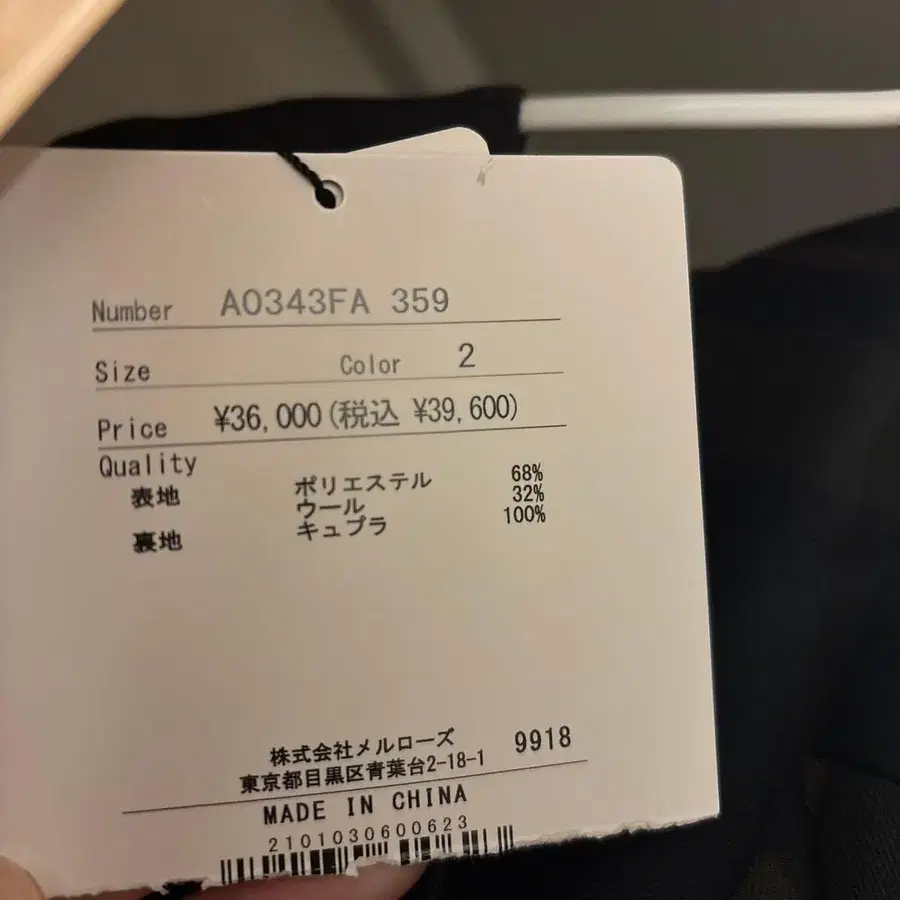 Number A0343FA 359
Size Color 2
Price ¥36,000(税込 ¥39,600)
Quality
表地 ポリエステル 68%
ウール 32%
裏地 キュプラ 100%
株式会社メルローズ 9918
東京都目黒区青葉台2-18-1
MADE IN CHINA
2101030600623